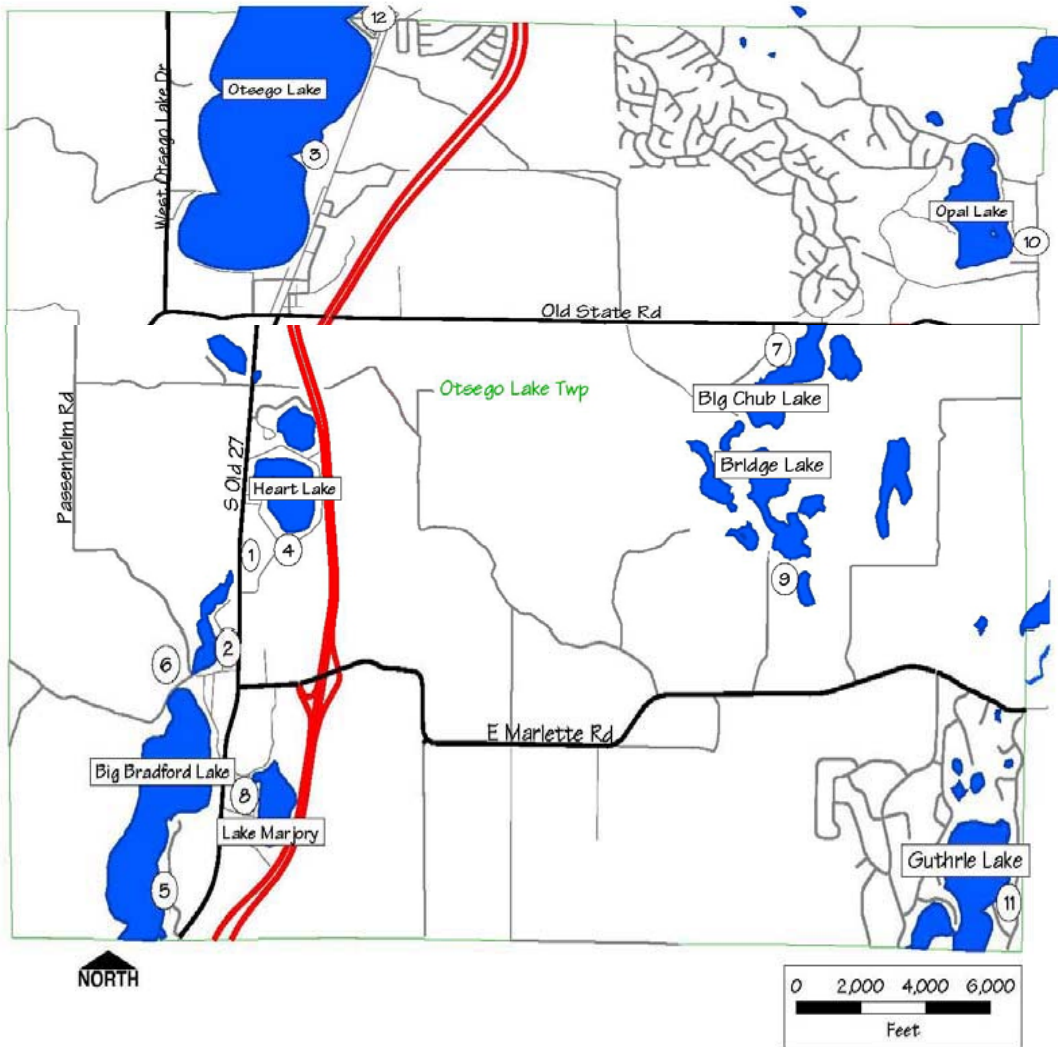 12
Otsego Lake
West Otsego Lake Dr
3
Opal Lake
10
Old State Rd
7
Passenheim Rd
Otsego Lake Twp
BIg Chub Lake
S Old 27
BrIdge Lake
Heart Lake
1
4
9
2
6
E Marlette Rd
Big Bradford Lake
8
Lake Marjory
GuthrIe Lake
5
11
NORTH
0 2,000 4,000 6,000
Feet